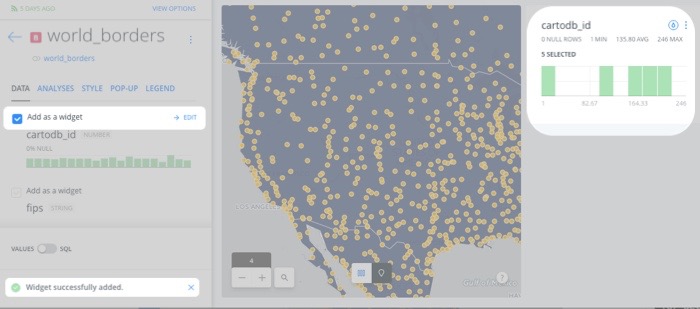 5 DAYS AGO
VIEW OPTIONS
B world_borders
world_borders
DATA ANALYSES STYLE POP-UP LEGEND
Add as a widget
EDIT
cartodb_id NUMBER
0% NULL
Add as a widget
fips STRING
VALUES SQL
Widget successfully added.
LOS ANGELES
4
Gulf of
?
cartodb_id
0 NULL ROWS 1 MIN 135.80 AVG 246 MAX
5 SELECTED
1 82.67 164.33 246